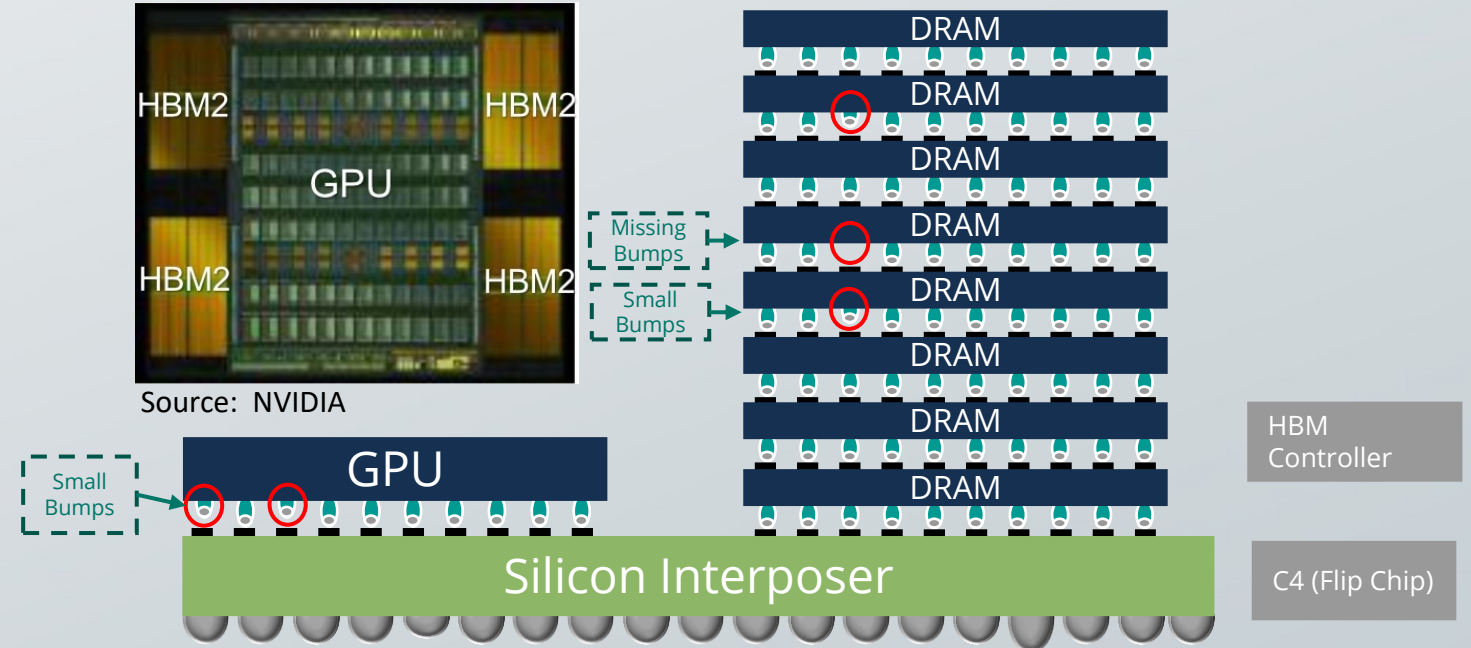 HBM2
HBM2
GPU
HBM2
HBM2
Source: NVIDIA
DRAM
DRAM
DRAM
Missing
Bumps
DRAM
Small
Bumps
DRAM
DRAM
DRAM
DRAM
Small
Bumps
GPU
Silicon Interposer
HBM
Controller
C4 (Flip Chip)